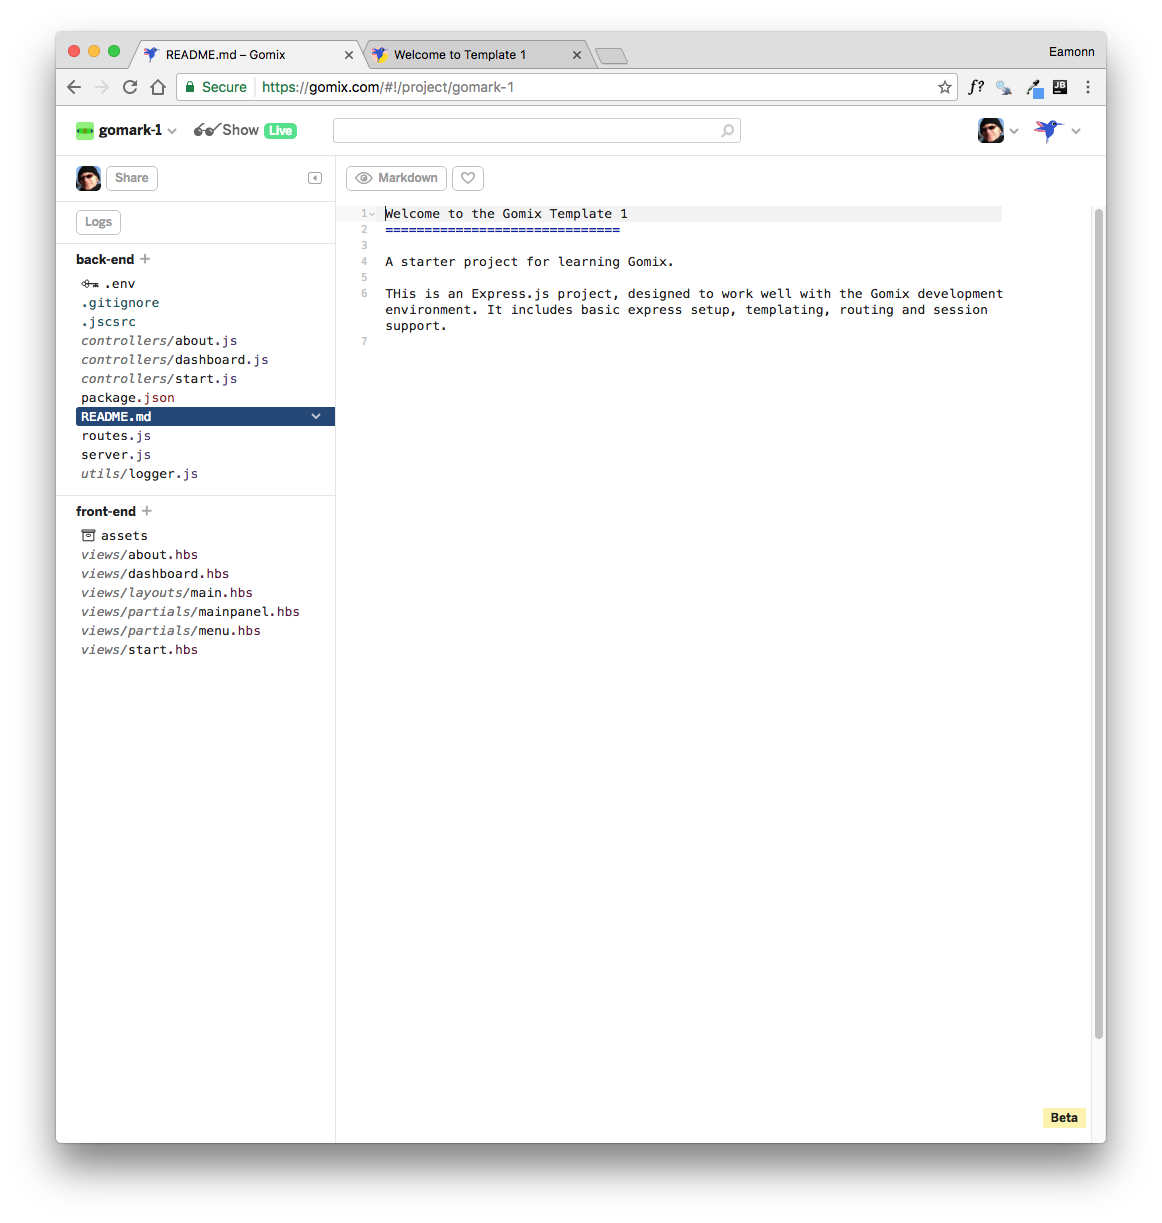 README.md – Gomix
Welcome to Template 1
Eamonn
Secure
https://gomix.com/#!/project/gomark-1
f?
JB
gomark-1
Show
Live
Share
Markdown
Logs
back-end +
.env
.gitignore
.jscsrc
controllers/about.js
controllers/dashboard.js
controllers/start.js
package.json
README.md
routes.js
server.js
utils/logger.js
front-end +
assets
views/about.hbs
views/dashboard.hbs
views/layouts/main.hbs
views/partials/mainpanel.hbs
views/partials/menu.hbs
views/start.hbs
1 Welcome to the Gomix Template 1
2 ==============================
3
4 A starter project for learning Gomix.
5
6 THis is an Express.js project, designed to work well with the Gomix development
environment. It includes basic express setup, templating, routing and session
support.
7
Beta